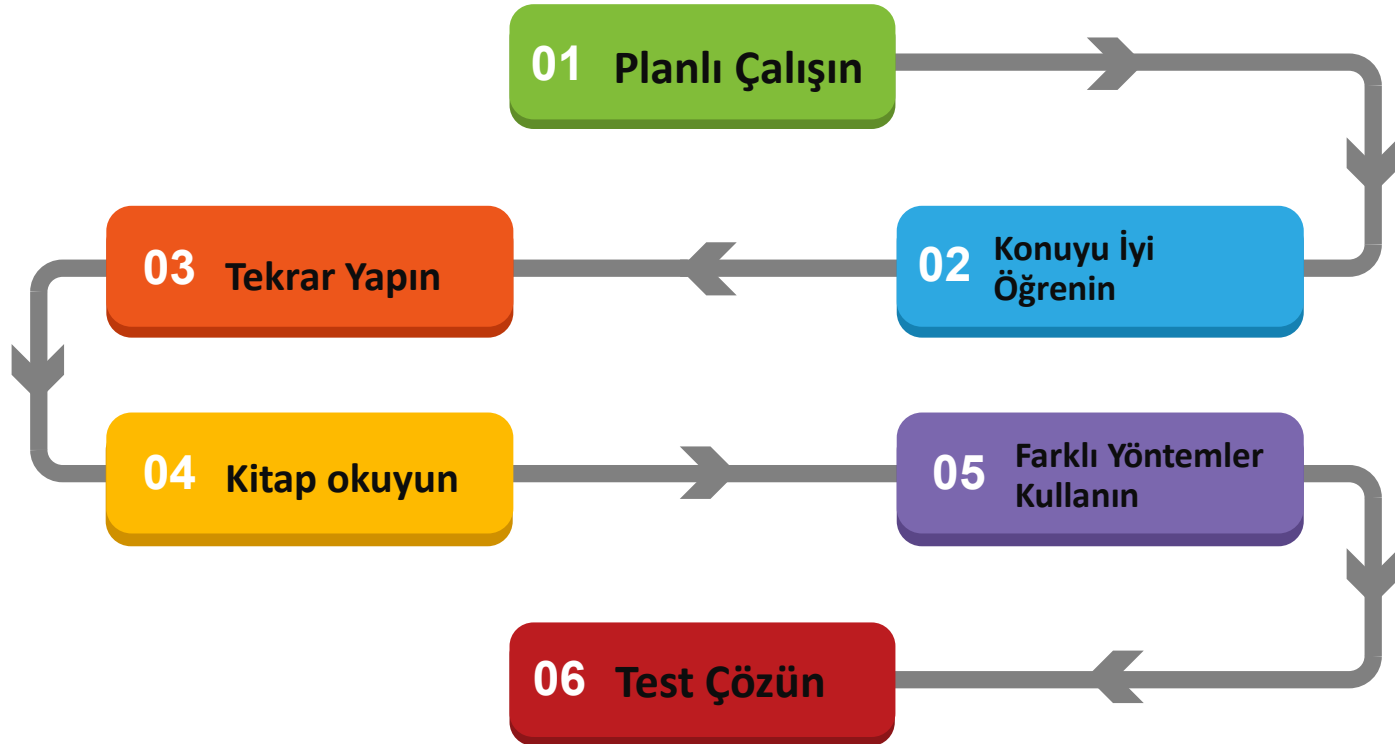 01 Planlı Çalışın
02 Konuyu İyi
Öğrenin
03 Tekrar Yapın
04 Kitap okuyun
05 Farklı Yöntemler
Kullanın
06 Test Çözün